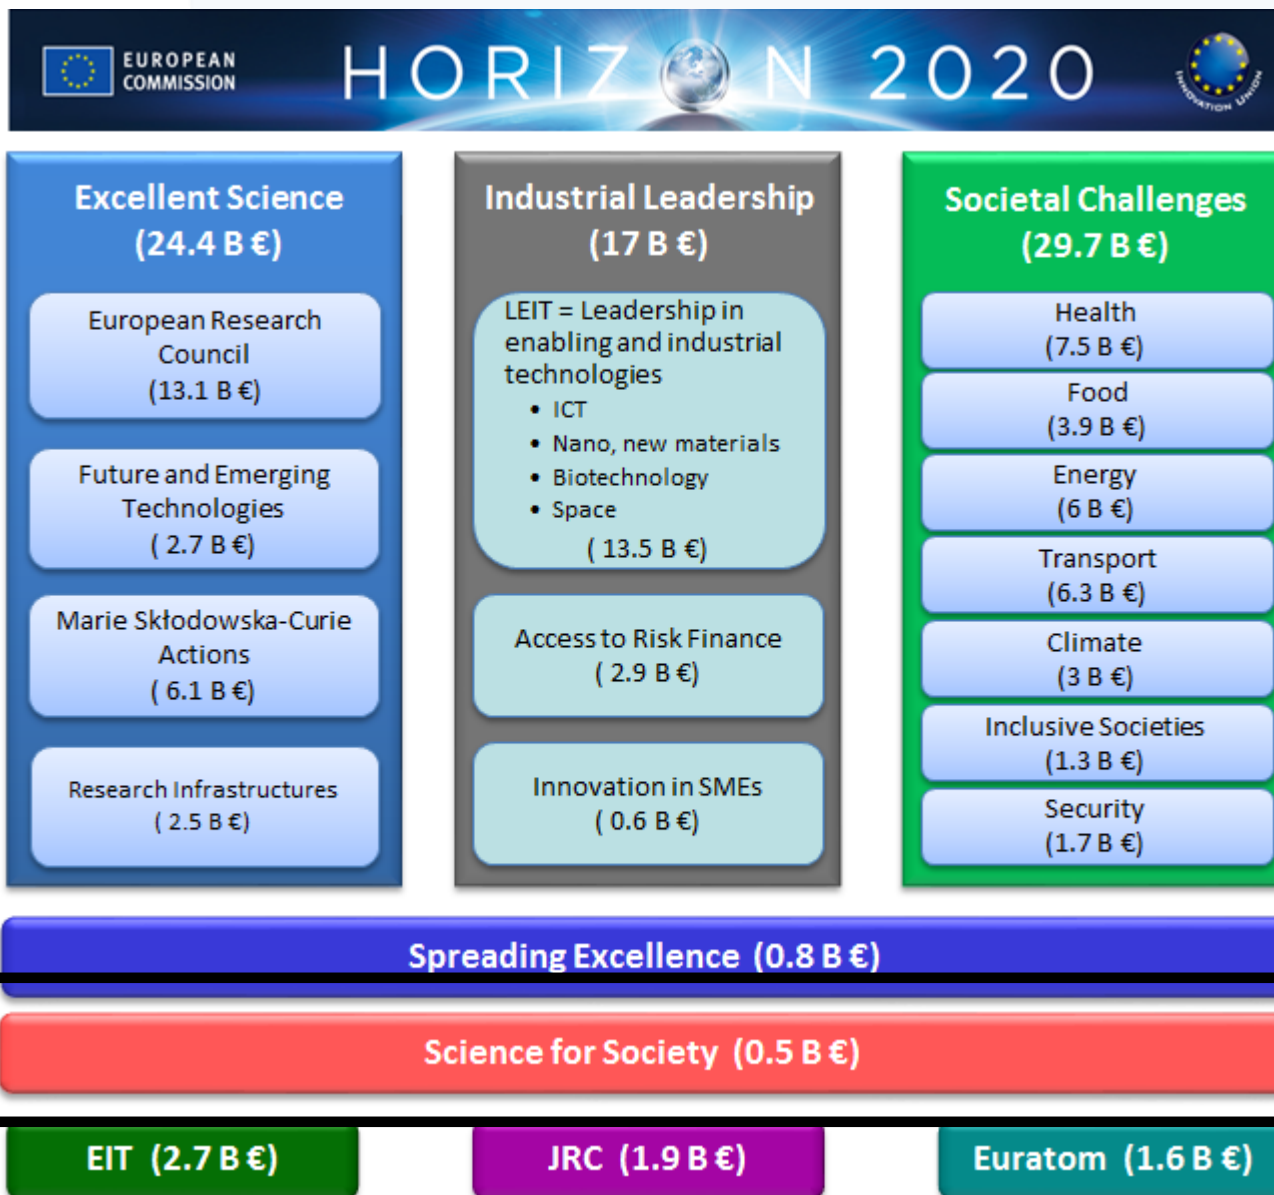 EUROPEAN
COMMISSION
HORIZON 2020
INNOVATION UNION
Excellent Science
(24.4 B €)
European Research
Council
(13.1 B €)
Future and Emerging
Technologies
( 2.7 B €)
Marie Skłodowska-Curie
Actions
( 6.1 B €)
Research Infrastructures
( 2.5 B €)
Industrial Leadership
(17 B €)
LEIT = Leadership in
enabling and industrial
technologies
• ICT
• Nano, new materials
• Biotechnology
• Space
( 13.5 B €)
Access to Risk Finance
( 2.9 B €)
Innovation in SMEs
( 0.6 B €)
Societal Challenges
(29.7 B €)
Health
(7.5 B €)
Food
(3.9 B €)
Energy
(6 B €)
Transport
(6.3 B €)
Climate
(3 B €)
Inclusive Societies
(1.3 B €)
Security
(1.7 B €)
Spreading Excellence (0.8 B €)
Science for Society (0.5 B €)
EIT (2.7 B €)
JRC (1.9 B €)
Euratom (1.6 B €)